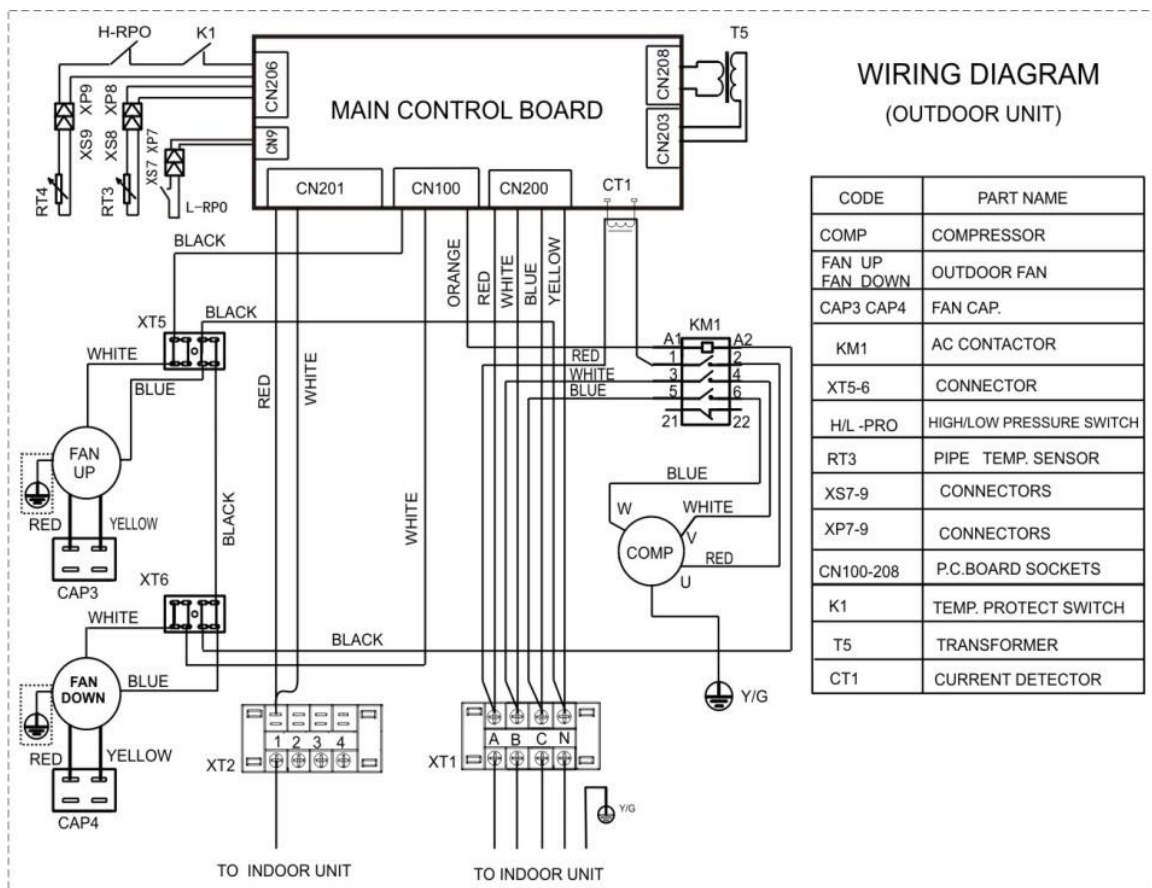 H-RPO K1
CN206
XP9
XP8
XS9
XS8
RT4
RT3
XS7 XP7
L-RPO
CN9
MAIN CONTROL BOARD
CN208
CN203
T5
CN201
CN100
CN200
CT1
WIRING DIAGRAM
(OUTDOOR UNIT)
CODE PART NAME
COMP COMPRESSOR
FAN UP
FAN DOWN
OUTDOOR FAN
CAP3 CAP4 FAN CAP.
KM1 AC CONTACTOR
XT5-6 CONNECTOR
H/L -PRO HIGH/LOW PRESSURE SWITCH
RT3 PIPE TEMP. SENSOR
XS7-9 CONNECTORS
XP7-9 CONNECTORS
CN100-208 P.C.BOARD SOCKETS
K1 TEMP. PROTECT SWITCH
T5 TRANSFORMER
CT1 CURRENT DETECTOR
BLACK
ORANGE
RED
WHITE
BLUE
YELLOW
XT5
BLACK
WHITE
BLUE
RED
WHITE
KM1
A1 A2
RED 1 2
WHITE 3 4
BLUE 5 6
21 22
FAN
UP
RED YELLOW
CAP3
BLACK
WHITE
BLUE
W
WHITE
V
COMP
RED
U
Y/G
XT6
WHITE
BLACK
FAN
DOWN
BLUE
RED YELLOW
CAP4
XT2
1 2 3 4
XT1
A B C N
Y/G
TO INDOOR UNIT
TO INDOOR UNIT